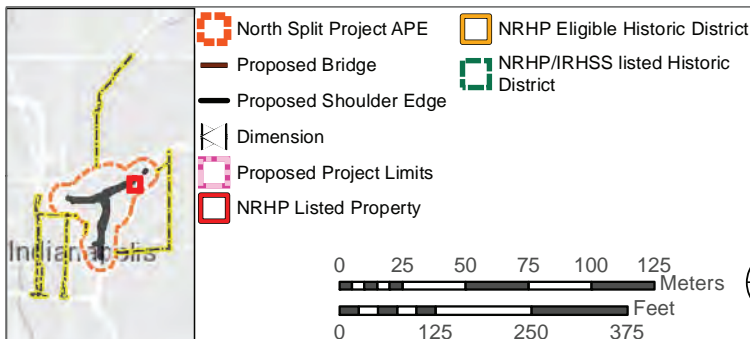 North Split Project APE
Proposed Bridge
Proposed Shoulder Edge
Dimension
Proposed Project Limits
NRHP Listed Property
NRHP Eligible Historic District
NRHP/IRHSS listed Historic
District
Indianapolis
0 25 50 75 100 125
Meters
Feet
0 125 250 375